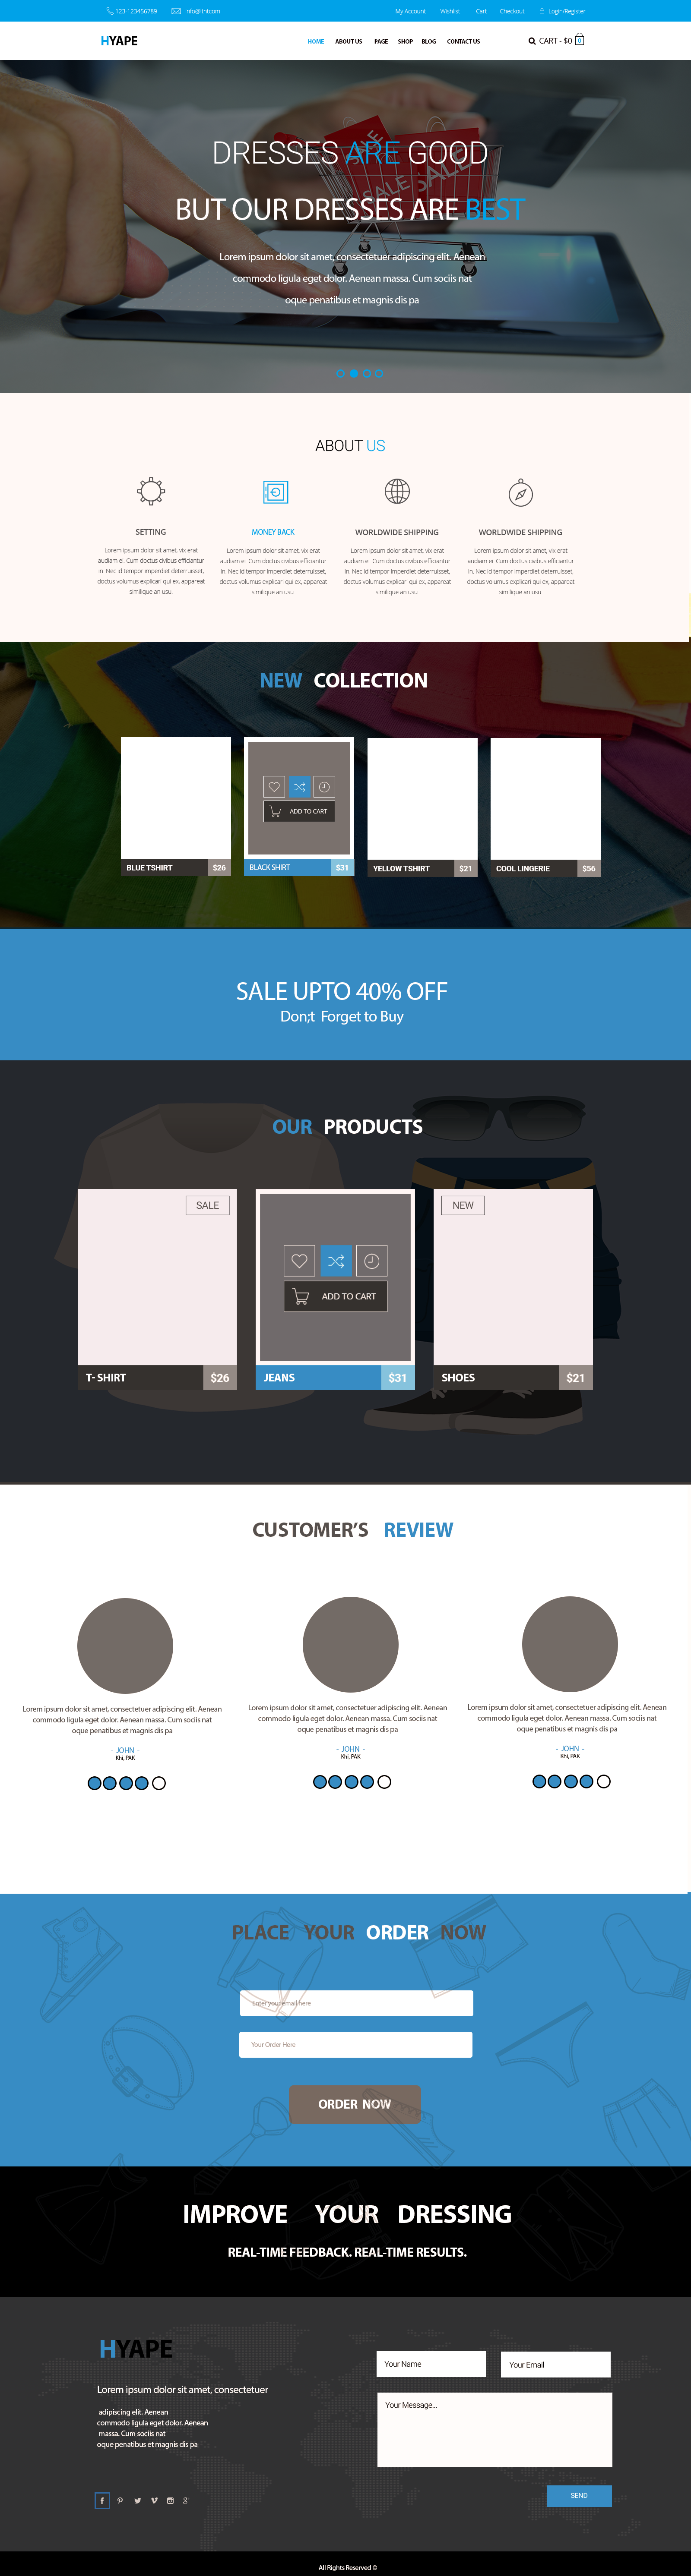 123-123456789 info@tntcom My Account Wishlist Cart Checkout Login/Register
HYAPE HOME ABOUT US PAGE SHOP BLOG CONTACT US CART - $0 0
DRESSES ARE GOOD
SALE
SALE SALE
BUT OUR DRESSES ARE BEST
Lorem ipsum dolor sit amet, consectetuer adipiscing elit. Aenean
commodo ligula eget dolor. Aenean massa. Cum sociis nat
oque penatibus et magnis dis pa
ABOUT US
SETTING
Lorem ipsum dolor sit amet, vix erat
audiam ei. Cum doctus civibus efficiantur
in. Nec id tempor imperdiet deterruisset,
doctus volumus explicari qui ex, appareat
similique an usu.
MONEY BACK
Lorem ipsum dolor sit amet, vix erat
audiam ei. Cum doctus civibus efficiantur
in. Nec id tempor imperdiet deterruisset,
doctus volumus explicari qui ex, appareat
similique an usu.
WORLDWIDE SHIPPING
Lorem ipsum dolor sit amet, vix erat
audiam ei. Cum doctus civibus efficiantur
in. Nec id tempor imperdiet deterruisset,
doctus volumus explicari qui ex, appareat
similique an usu.
WORLDWIDE SHIPPING
Lorem ipsum dolor sit amet, vix erat
audiam ei. Cum doctus civibus efficiantur
in. Nec id tempor imperdiet deterruisset,
doctus volumus explicari qui ex, appareat
similique an usu.
NEW COLLECTION
ADD TO CART
BLUE TSHIRT $26
BLACK SHIRT $31
YELLOW TSHIRT $21
COOL LINGERIE $56
SALE UPTO 40% OFF
Don;t Forget to Buy
OUR PRODUCTS
SALE
NEW
ADD TO CART
T- SHIRT $26
JEANS $31
SHOES $21
CUSTOMER'S REVIEW
Lorem ipsum dolor sit amet, consectetuer adipiscing elit. Aenean
commodo ligula eget dolor. Aenean massa. Cum sociis nat
oque penatibus et magnis dis pa
- JOHN -
Khi, PAK
Lorem ipsum dolor sit amet, consectetuer adipiscing elit. Aenean
commodo ligula eget dolor. Aenean massa. Cum sociis nat
oque penatibus et magnis dis pa
- JOHN -
Khi, PAK
Lorem ipsum dolor sit amet, consectetuer adipiscing elit. Aenean
commodo ligula eget dolor. Aenean massa. Cum sociis nat
oque penatibus et magnis dis pa
- JOHN -
Khi, PAK
PLACE YOUR ORDER NOW
Enter your email here
Your Order Here
ORDER NOW
IMPROVE YOUR DRESSING
REAL-TIME FEEDBACK. REAL-TIME RESULTS.
HYAPE
Lorem ipsum dolor sit amet, consectetuer
adipiscing elit. Aenean
commodo ligula eget dolor. Aenean
massa. Cum sociis nat
oque penatibus et magnis dis pa
Your Name
Your Email
Your Message...
SEND
All Rights Reserved ©